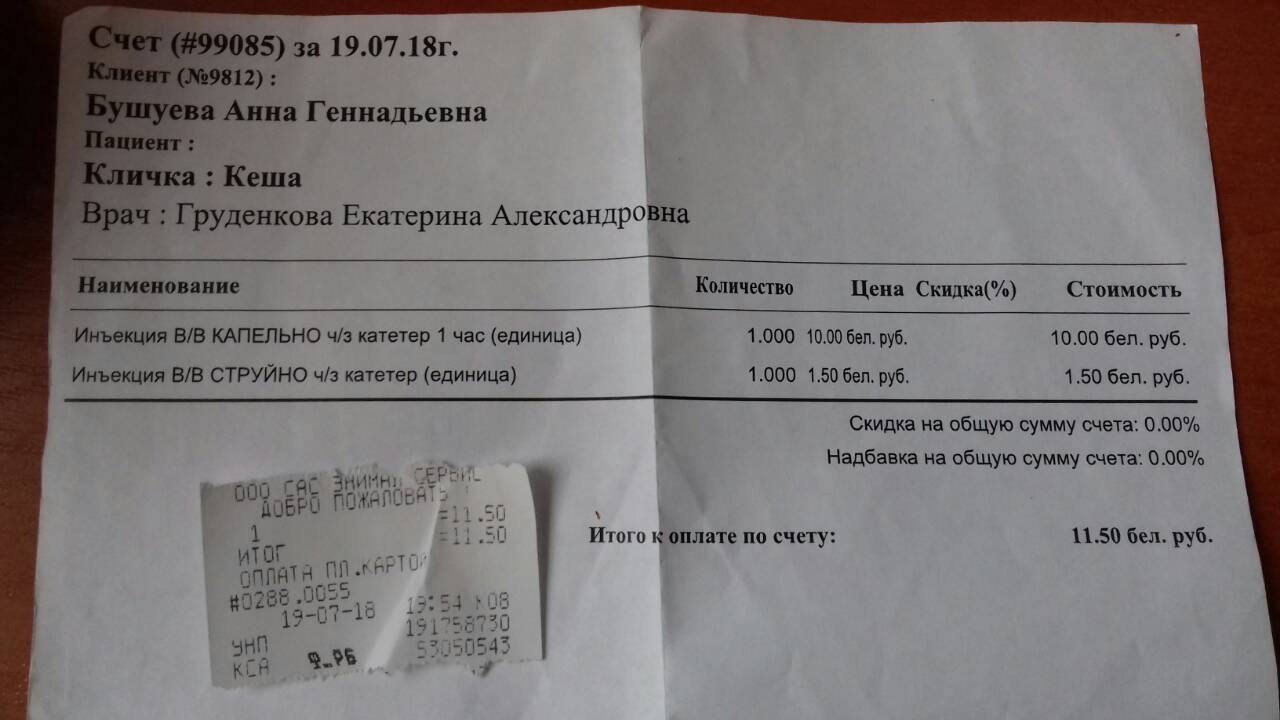 Счет (#99085) за 19.07.18г.
Клиент (№9812) :
Бушуева Анна Геннадьевна
Пациент :
Кличка : Кеша
Врач : Груденкова Екатерина Александровна
Наименование Количество Цена Скидка(%) Стоимость
Инъекция В/В КАПЕЛЬНО ч/з катетер 1 час (единица) 1.000 10.00 бел. руб. 10.00 бел. руб.
Инъекция В/В СТРУЙНО ч/з катетер (единица) 1.000 1.50 бел. руб. 1.50 бел. руб.
Скидка на общую сумму счета: 0.00%
Надбавка на общую сумму счета: 0.00%
Итого к оплате по счету: 11.50 бел. руб.
ООО ГАС ЭНИМАЛ СЕРВИС
ДОБРО ПОЖАЛОВАТЬ !
1 =11.50
ИТОГ =11.50
ОПЛАТА ПЛ.КАРТОЙ
#0288.0055
19-07-18 19:54 К08
УНП 191758730
КСА 53050543